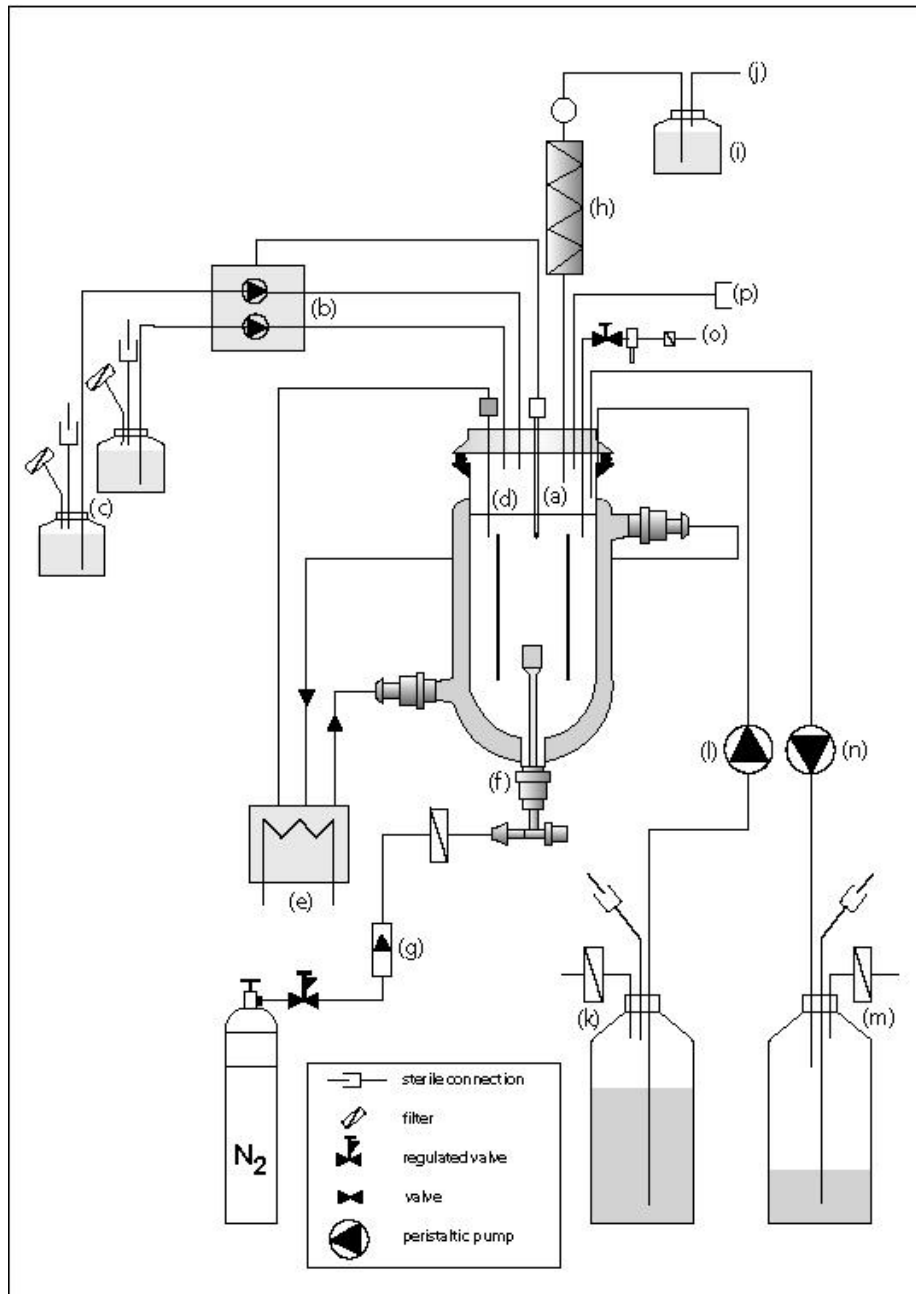 (j)
(i)
(h)
(b)
(p)
(o)
(c)
(d)
(a)
(l)
(n)
(f)
(e)
(g)
(k)
(m)
N2
sterile connection
filter
regulated valve
valve
peristaltic pump